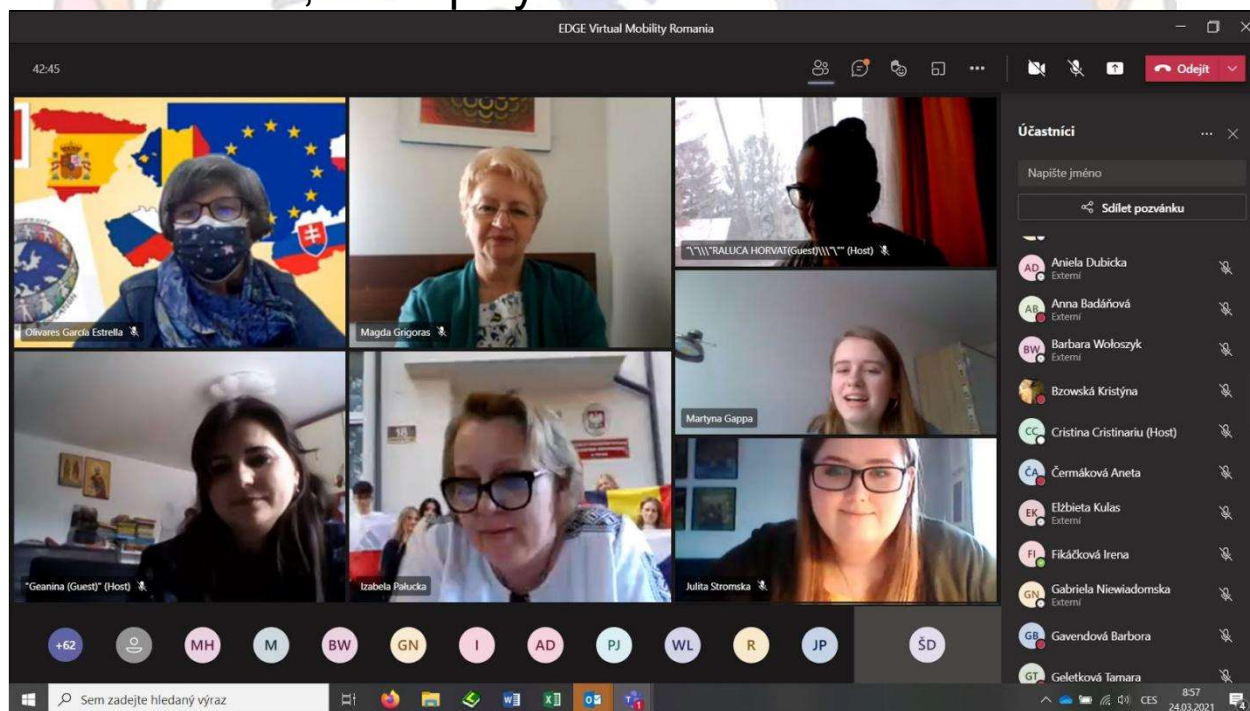 EDGE Virtual Mobility Romania
42:45
Odejít
Olivares García Estrella
Magda Grigoras
"\"\\\"RALUCA HORVAT(Guest)\\\"\"" (Host)
Martyna Gappa
18
"Geanina (Guest)" (Host)
Izabela Pałucka
Julita Stromska
+62
MH
M
BW
GN
I
AD
PJ
WL
R
JP
ŠD
Účastníci
Napište jméno
Sdílet pozvánku
AD Aniela Dubicka
Externí
AB Anna Badáňová
Externí
BW Barbara Wołoszyk
Externí
Bzowská Kristýna
CC Cristina Cristinariu (Host)
ČA Čermáková Aneta
EK Elżbieta Kulas
Externí
FI Fikáčková Irena
GN Gabriela Niewiadomska
Externí
GB Gavendová Barbora
GT Geletková Tamara
Sem zadejte hledaný výraz
CES
8:57
24.03.2021
4